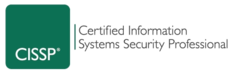 CISSP®
Certified Information
Systems Security Professional